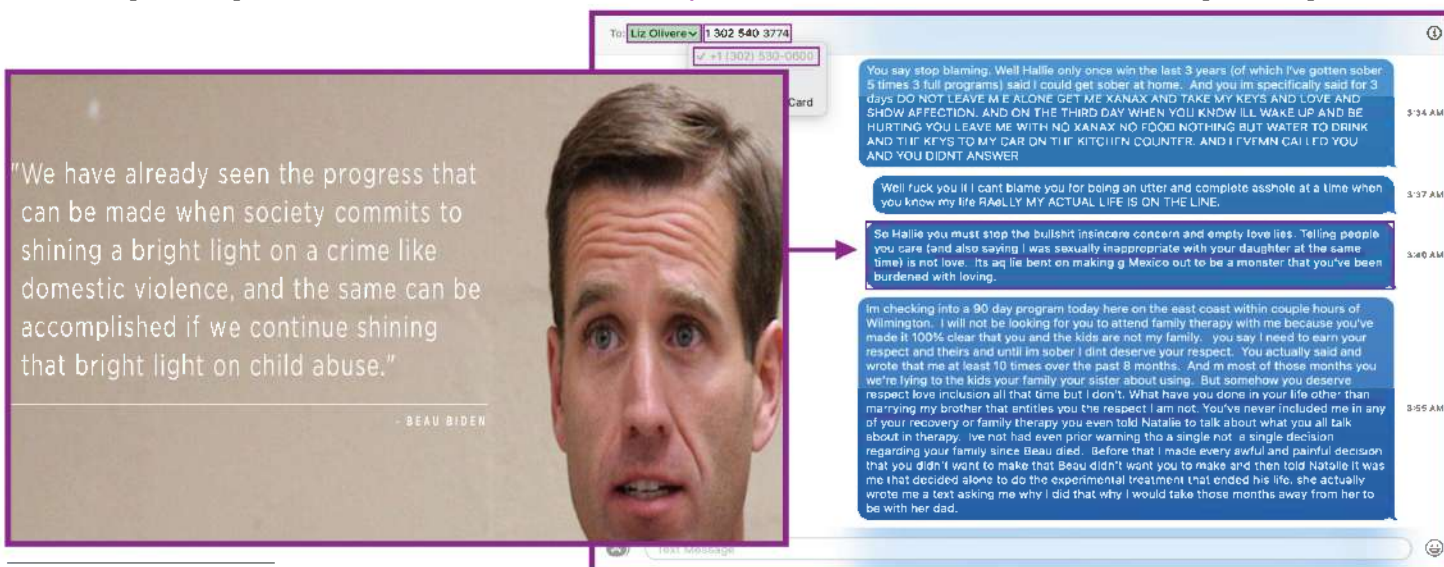 To: Liz Olivere 1 302 540 3774
✓ +1 (302) 530-0600
Card
"We have already seen the progress that
can be made when society commits to
shining a bright light on a crime like
domestic violence, and the same can be
accomplished if we continue shining
that bright light on child abuse."
- BEAU BIDEN
You say stop blaming. Well Hallie only once win the last 3 years (of which I've gotten sober
5 times 3 full programs) said I could get sober at home. And you im specifically said for 3
days DO NOT LEAVE M E ALONE GET ME XANAX AND TAKE MY KEYS AND LOVE AND
SHOW AFFECTION. AND ON THE THIRD DAY WHEN YOU KNOW ILL WAKE UP AND BE
HURTING YOU LEAVE ME WITH NO XANAX NO FOOD NOTHING BUT WATER TO DRINK
AND THE KEYS TO MY CAR ON THE KITCHEN COUNTER. AND I EVEMN CALLED YOU
AND YOU DIDNT ANSWER
3:34 AM
Well fuck you if I cant blame you for being an utter and complete asshole at a time when
you know my life RAeLLY MY ACTUAL LIFE IS ON THE LINE.
3:37 AM
So Hallie you must stop the bullshit insincere concern and empty love lies. Telling people
you care (and also saying I was sexually inappropriate with your daughter at the same
time) is not love. Its aq lie bent on making g Mexico out to be a monster that you've been
burdened with loving.
3:40 AM
Im checking into a 90 day program today here on the east coast within couple hours of
Wilmington. I will not be looking for you to attend family therapy with me because you've
made it 100% clear that you and the kids are not my family. you say I need to earn your
respect and theirs and until im sober I dint deserve your respect. You actually said and
wrote that me at least 10 times over the past 8 months. And m most of those months you
we're lying to the kids your family your sister about using. But somehow you deserve
respect love inclusion all that time but I don't. What have you done in your life other than
marrying my brother that entitles you the respect I am not. You've never included me in any
of your recovery or family therapy you even told Natalie to talk about what you all talk
about in therapy. Ive not had even prior warning tho a single not a single decision
regarding your family since Beau died. Before that I made every awful and painful decision
that you didn't want to make that Beau didn't want you to make and then told Natalie it was
me that decided alone to do the experimental treatment that ended his life. she actually
wrote me a text asking me why I did that why I would take those months away from her to
be with her dad.
3:55 AM
Text Message